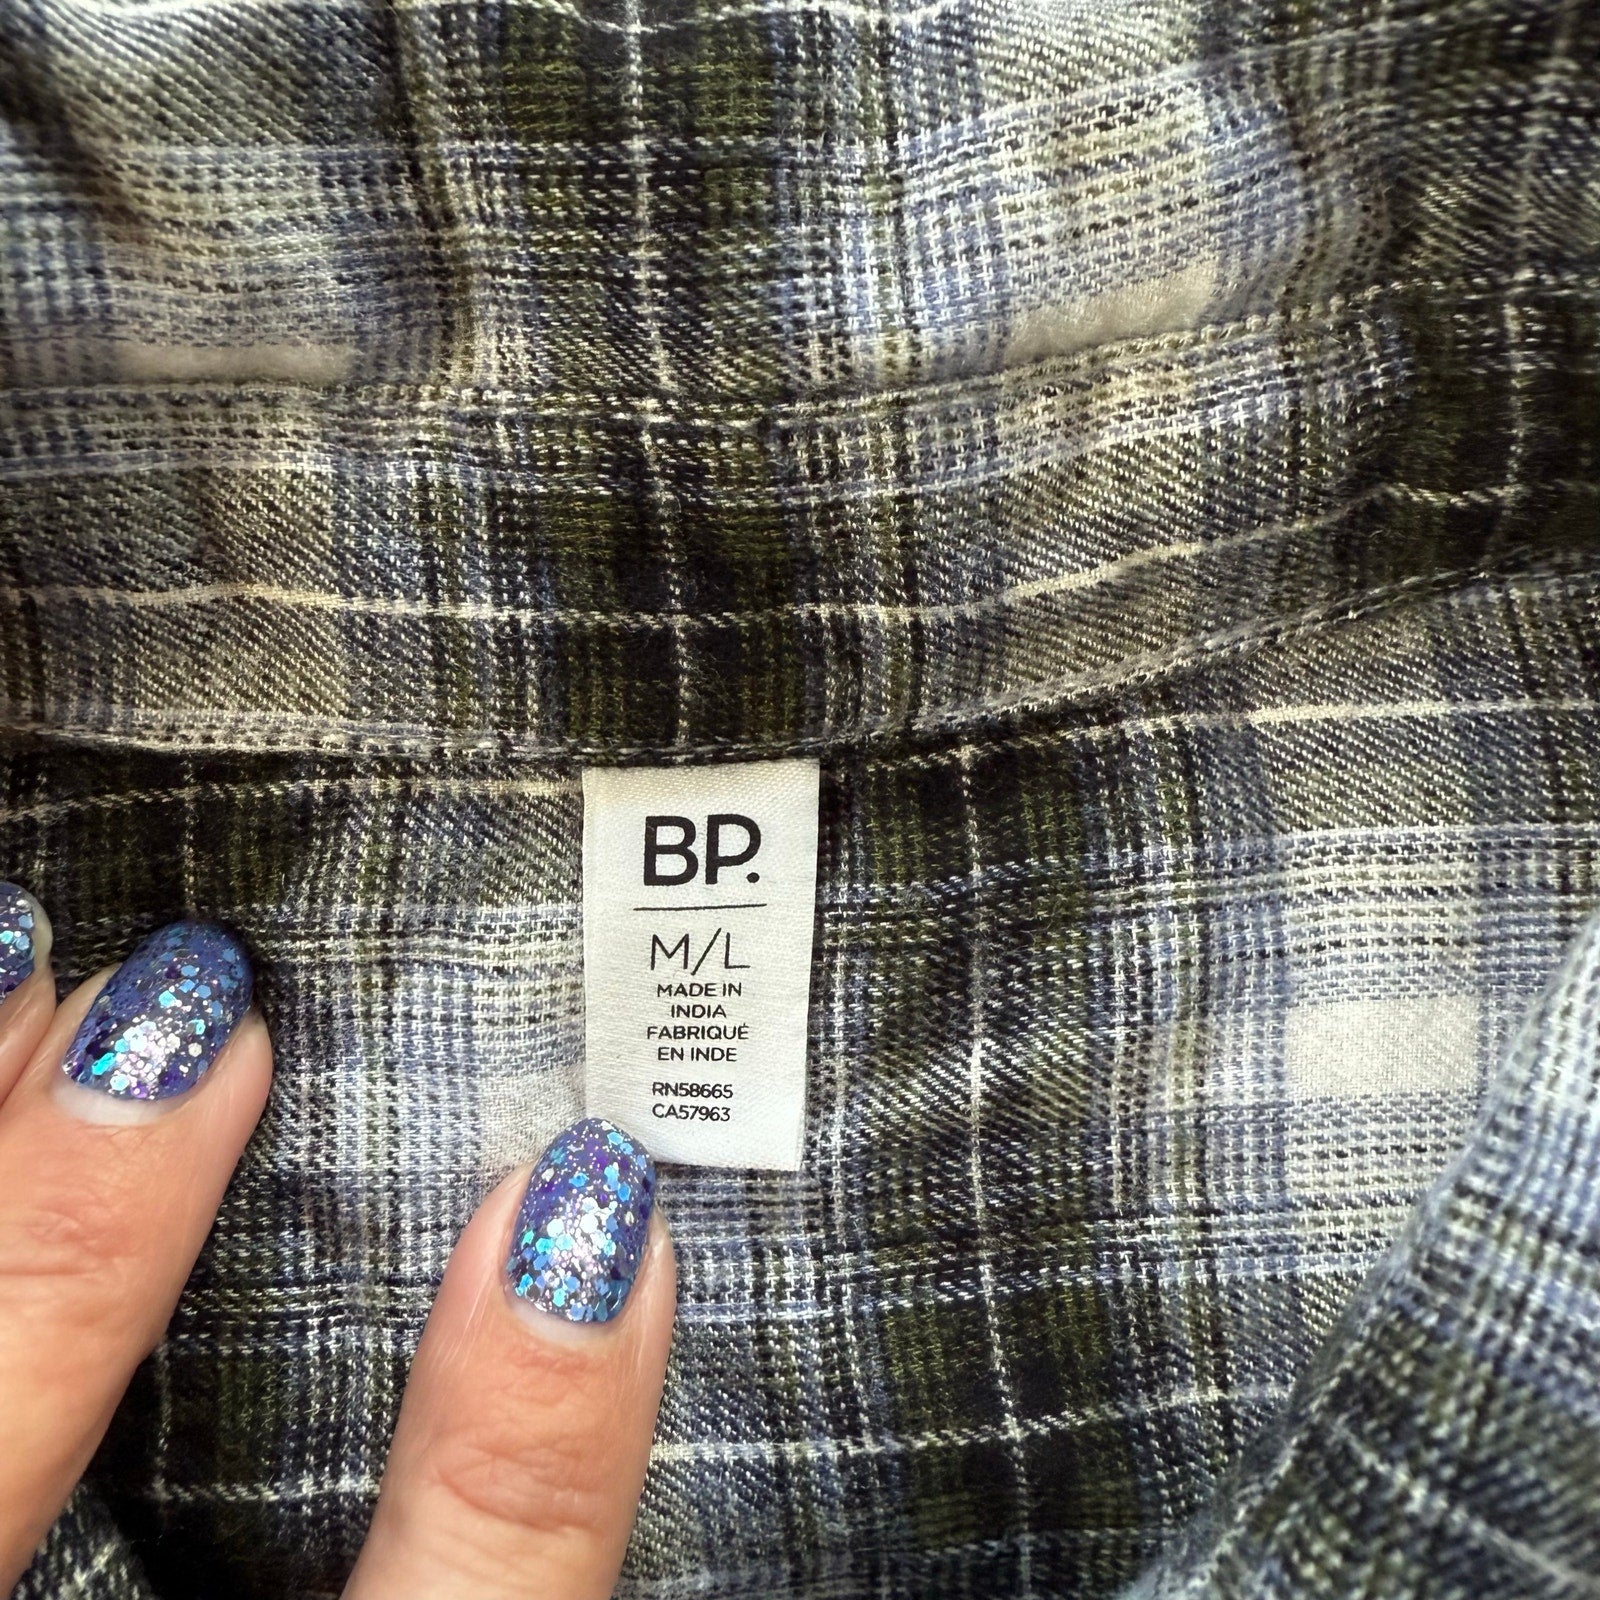 BP.
M/L
MADE IN
INDIA
FABRIQUÉ
EN INDE
RN58665
CA57963